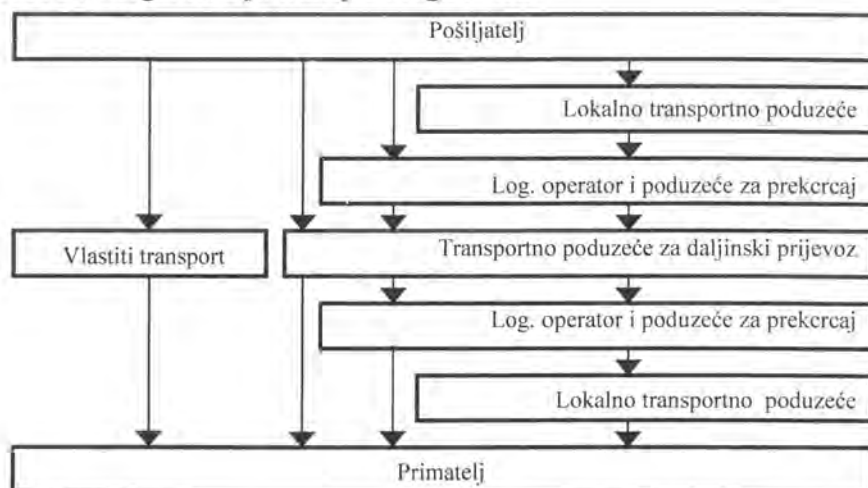 Pošiljatelj
Lokalno transportno poduzeće
Log. operator i poduzeće za prekrcaj
Vlastiti transport
Transportno poduzeće za daljinski prijevoz
Log. operator i poduzeće za prekrcaj
Lokalno transportno poduzeće
Primatelj